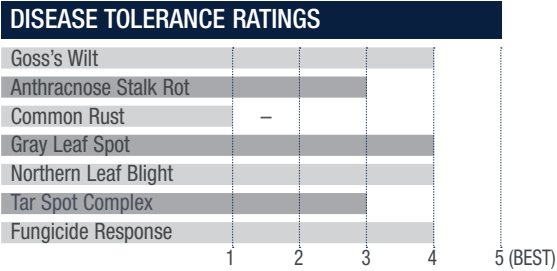 DISEASE TOLERANCE RATINGS
Goss's Wilt
Anthracnose Stalk Rot
Common Rust –
Gray Leaf Spot
Northern Leaf Blight
Tar Spot Complex
Fungicide Response
1 2 3 4 5 (BEST)